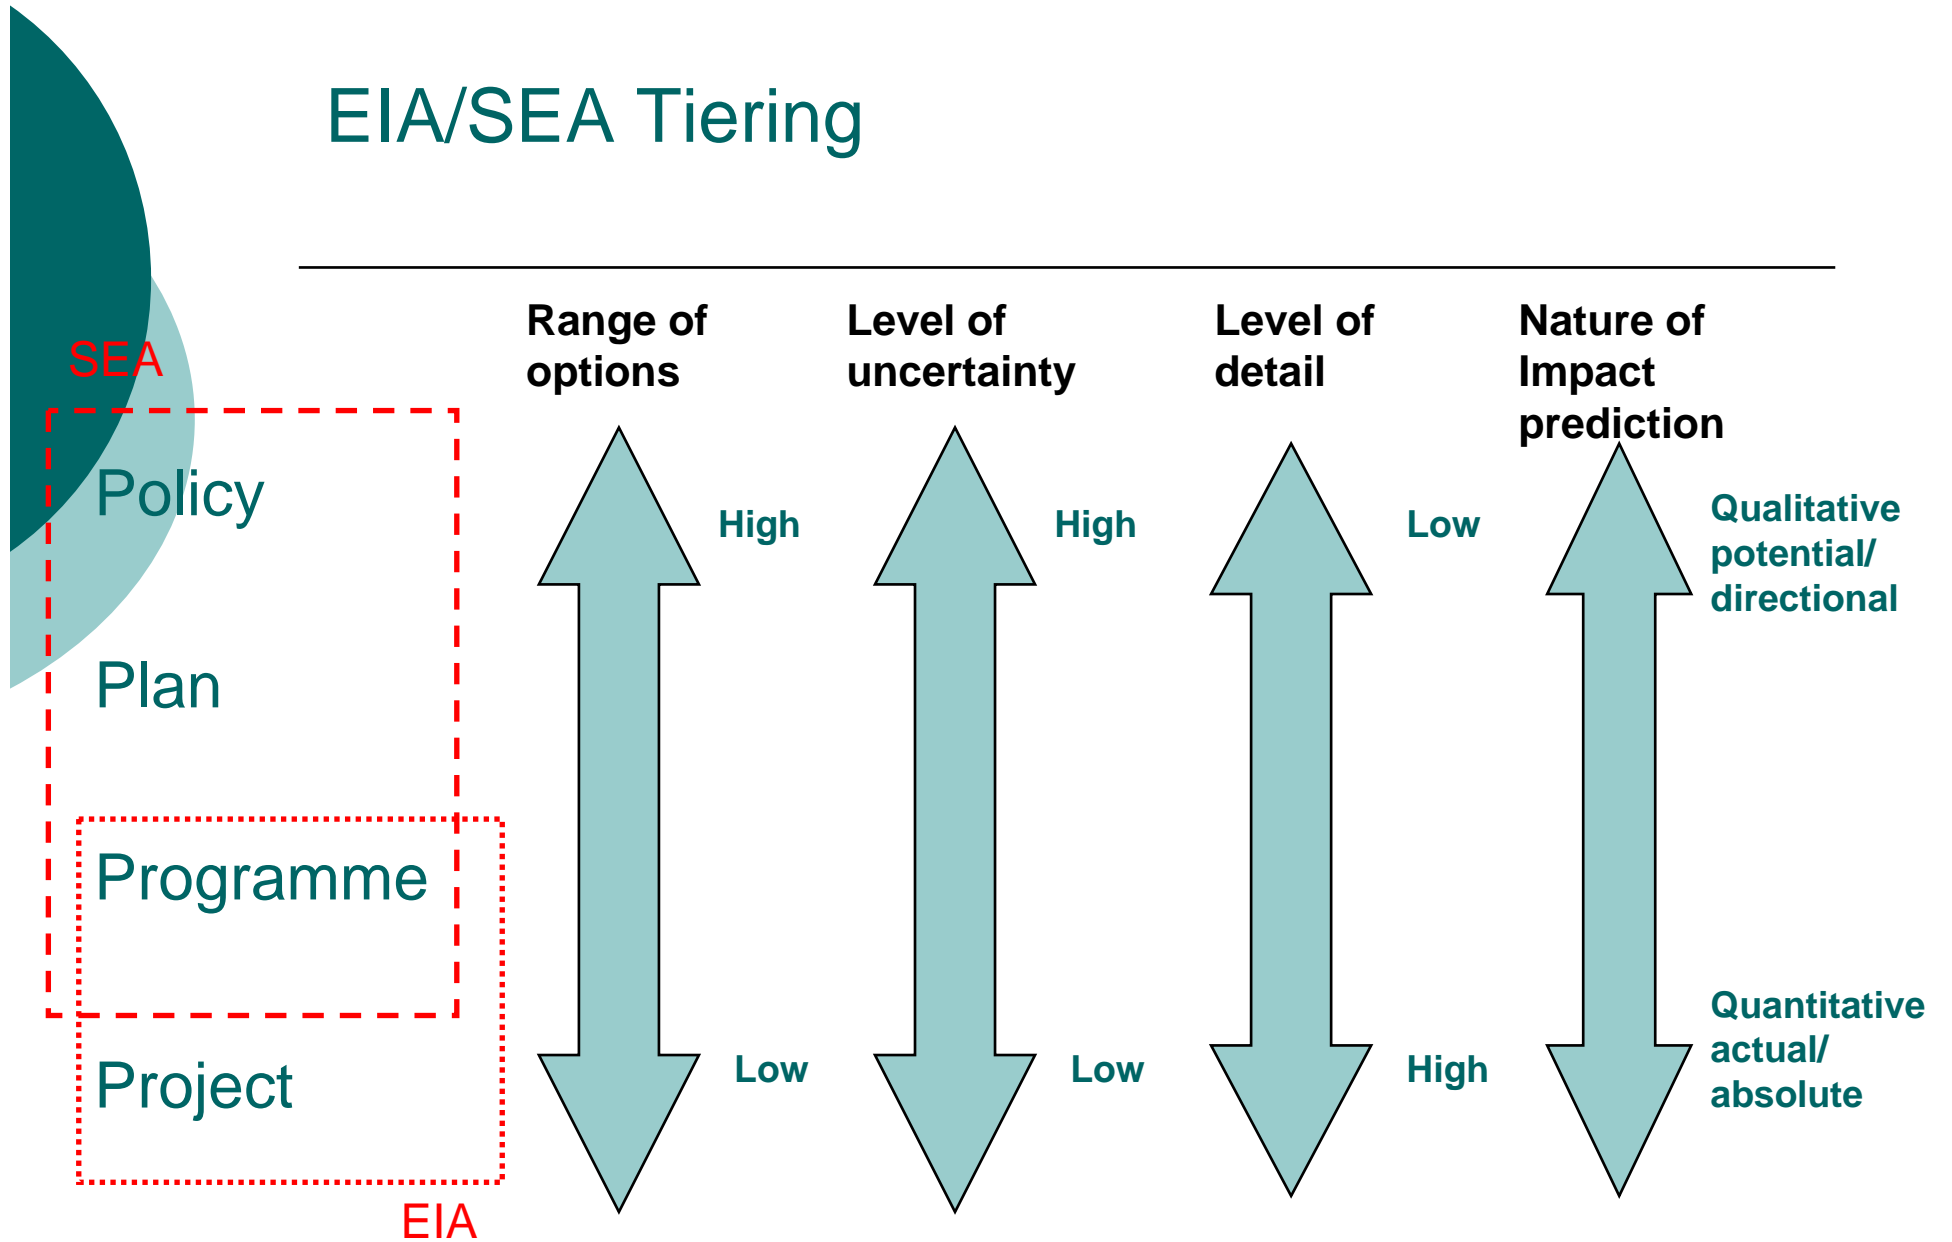 EIA/SEA Tiering
Range of
options
Level of
uncertainty
Level of
detail
Nature of
Impact
prediction
SEA
Policy
High
High
Low
Qualitative
potential/
directional
Plan
Programme
Project
Low
Low
High
Quantitative
actual/
absolute
EIA